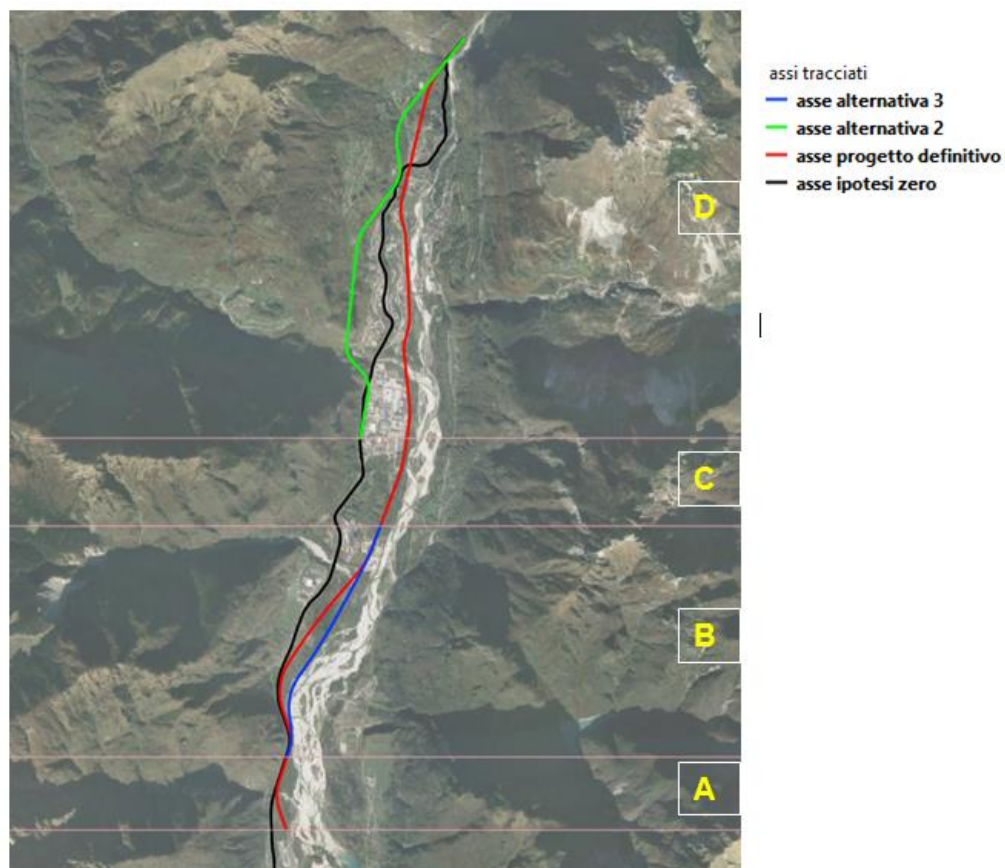 assi tracciati
asse alternativa 3
asse alternativa 2
asse progetto definitivo
asse ipotesi zero
D
C
B
A